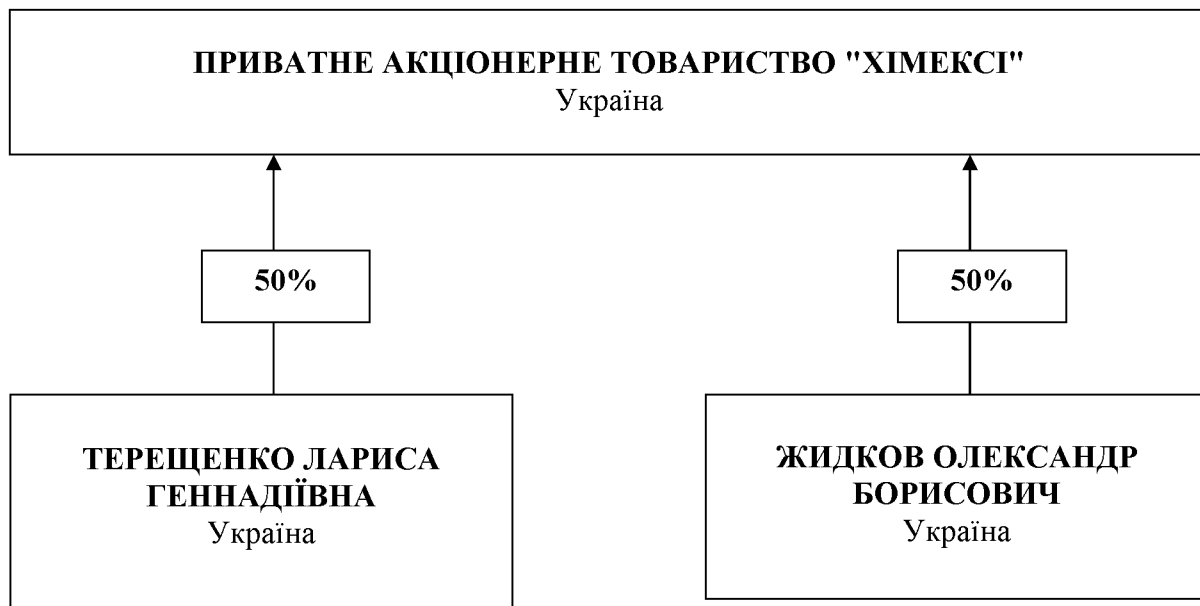 ПРИВАТНЕ АКЦІОНЕРНЕ ТОВАРИСТВО "ХІМЕКСІ"
Україна
50%
50%
ТЕРЕЩЕНКО ЛАРИСА
ГЕННАДІЇВНА
Україна
ЖИДКОВ ОЛЕКСАНДР
БОРИСОВИЧ
Україна